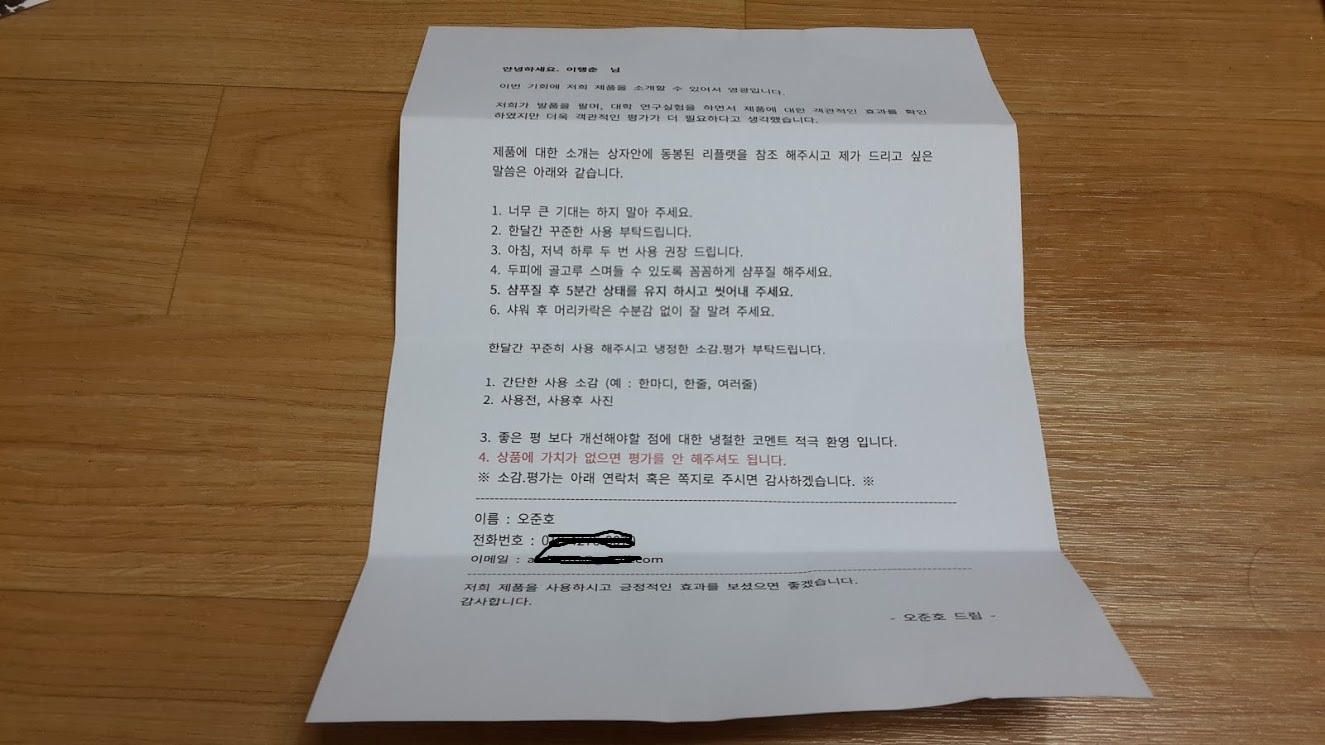 안녕하세요. 이행준 님
이번 기회에 저희 제품을 소개할 수 있어서 영광입니다.
저희가 발품을 팔며, 대학 연구실험을 하면서 제품에 대한 객관적인 효과를 확인
하였지만 더욱 객관적인 평가가 더 필요하다고 생각했습니다.
제품에 대한 소개는 상자안에 동봉된 리플랫을 참조 해주시고 제가 드리고 싶은
말씀은 아래와 같습니다.
1. 너무 큰 기대는 하지 말아 주세요.
2. 한달간 꾸준한 사용 부탁드립니다.
3. 아침, 저녁 하루 두 번 사용 권장 드립니다.
4. 두피에 골고루 스며들 수 있도록 꼼꼼하게 샴푸질 해주세요.
5. 샴푸질 후 5분간 상태를 유지 하시고 씻어내 주세요.
6. 샤워 후 머리카락은 수분감 없이 잘 말려 주세요.
한달간 꾸준히 사용 해주시고 냉정한 소감.평가 부탁드립니다.
1. 간단한 사용 소감 (예 : 한마디, 한줄, 여러줄)
2. 사용전, 사용후 사진
3. 좋은 평 보다 개선해야할 점에 대한 냉철한 코멘트 적극 환영 입니다.
4. 상품에 가치가 없으면 평가를 안 해주셔도 됩니다.
※ 소감.평가는 아래 연락처 혹은 쪽지로 주시면 감사하겠습니다. ※
이름 : 오준호
전화번호 :
이메일 : .com
저희 제품을 사용하시고 긍정적인 효과를 보셨으면 좋겠습니다.
감사합니다.
- 오준호 드림 -